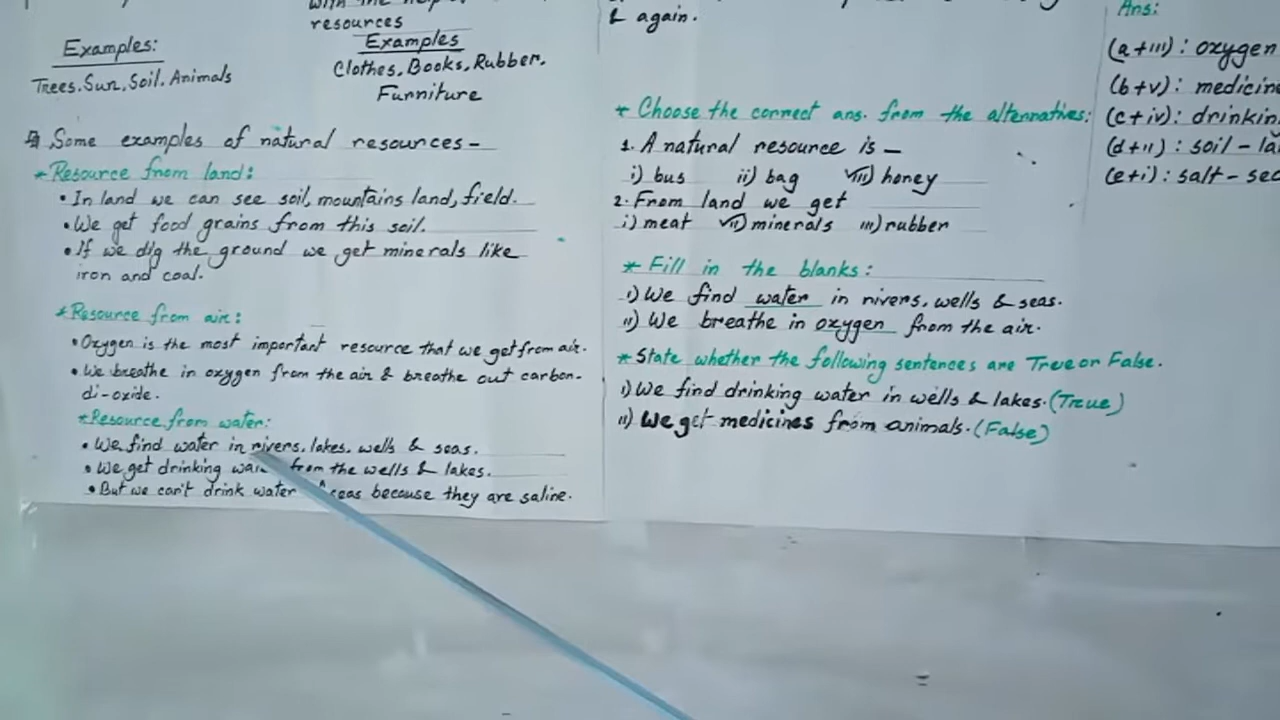 resources
Examples:
Trees, Sun, Soil, Animals
Examples
Clothes, Books, Rubber,
Furniture
Some examples of natural resources-
* Resource from land:
• In land we can see soil, mountains land, field.
• We get food grains from this soil.
• If we dig the ground we get minerals like
iron and coal.
* Resource from air:
• Oxygen is the most important resource that we get from air.
• We breathe in oxygen from the air & breathe out carbon-
di-oxide.
* Resource from water:
• We find water in rivers, lakes, wells & seas.
• We get drinking from the wells & lakes.
• But we can't drink water seas because they are saline.
& again.
* Choose the correct ans. from the alternatives:
1. A natural resource is —
i) bus ii) bag iii) honey
2. From land we get
i) meat ii) minerals iii) rubber
* Fill in the blanks:
i) We find water in rivers, wells & seas.
ii) We breathe in oxygen from the air.
* State whether the following sentences are True or False.
i) We find drinking water in wells & lakes. (True)
ii) We get medicines from animals. (False)
Ans:
(a+iii): oxygen
(b+v): medicine
(c+iv): drinkin
(d+ii): soil - la
(e+i): salt - sea